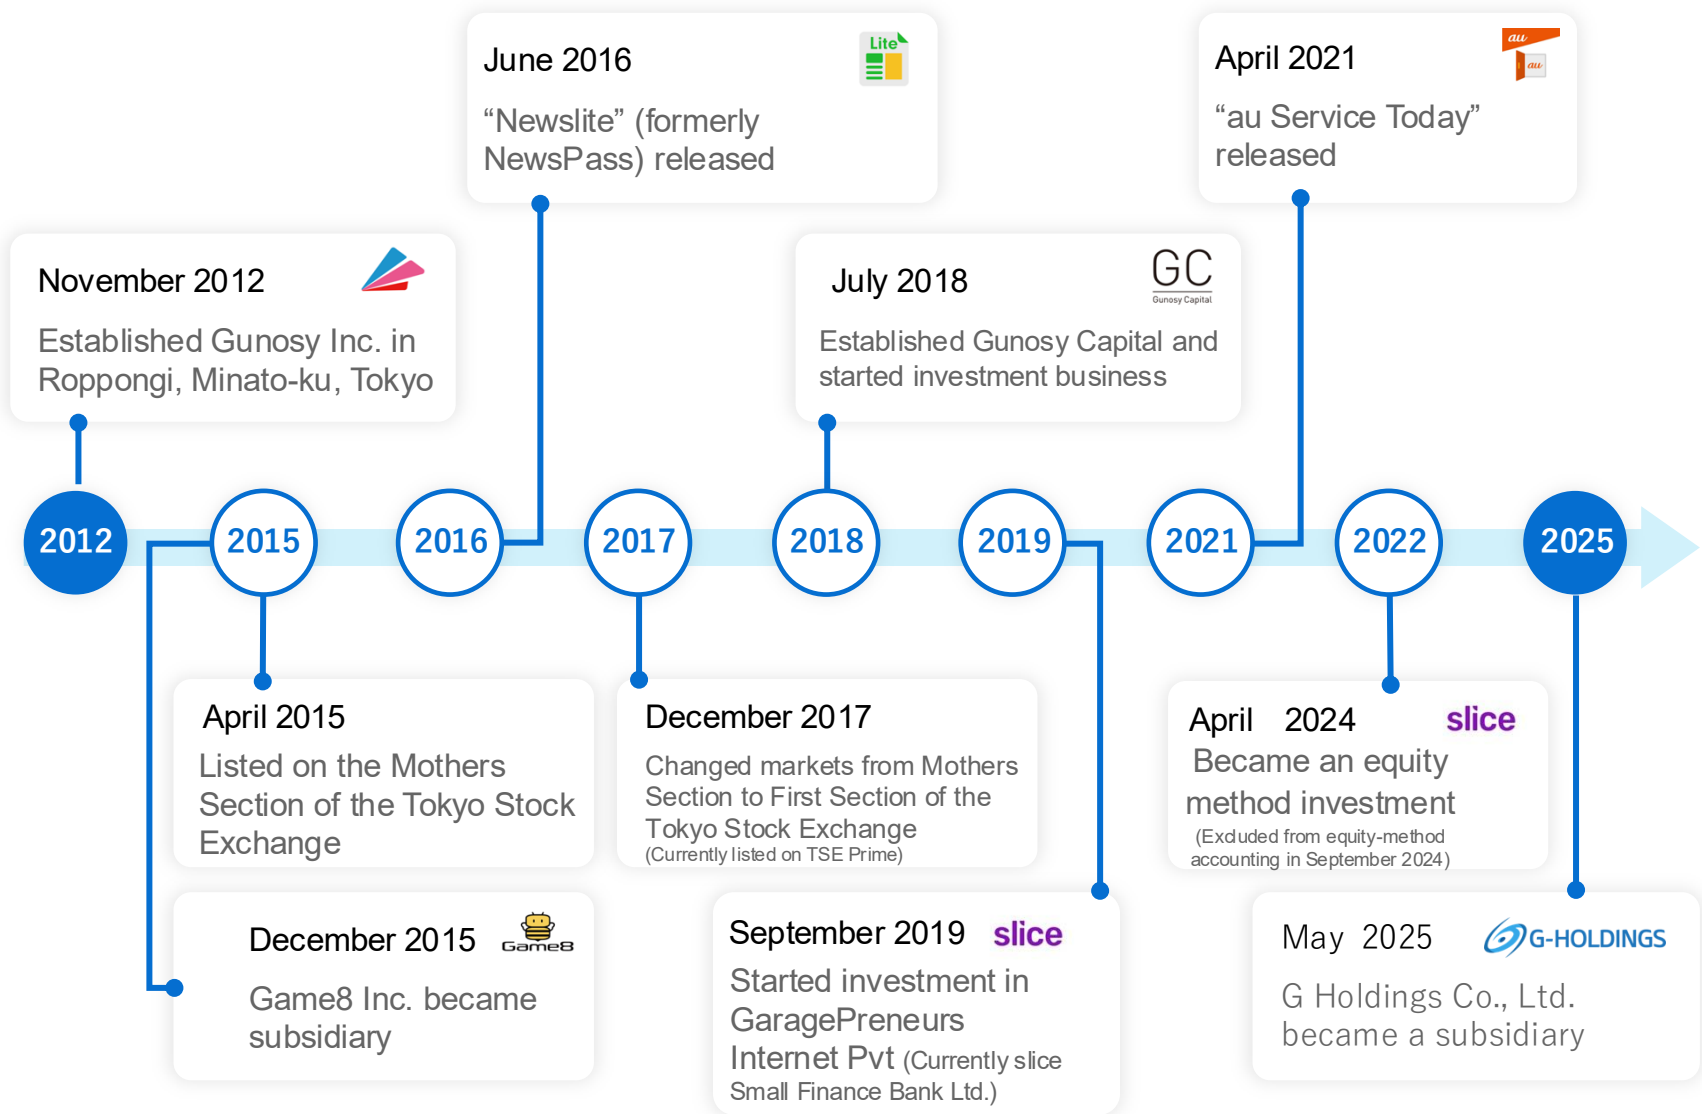 June 2016
Lite
“Newslite” (formerly
NewsPass) released
April 2021
au
au
“au Service Today”
released
November 2012
Established Gunosy Inc. in
Roppongi, Minato-ku, Tokyo
July 2018
GC
Gunosy Capital
Established Gunosy Capital and
started investment business
2012
2015
2016
2017
2018
2019
2021
2022
2025
April 2015
Listed on the Mothers
Section of the Tokyo Stock
Exchange
December 2017
Changed markets from Mothers
Section to First Section of the
Tokyo Stock Exchange
(Currently listed on TSE Prime)
April 2024
slice
Became an equity
method investment
(Excluded from equity-method
accounting in September 2024)
December 2015
Game8
Game8 Inc. became
subsidiary
September 2019
slice
Started investment in
GaragePreneurs
Internet Pvt (Currently slice
Small Finance Bank Ltd.)
May 2025
G-HOLDINGS
G Holdings Co., Ltd.
became a subsidiary